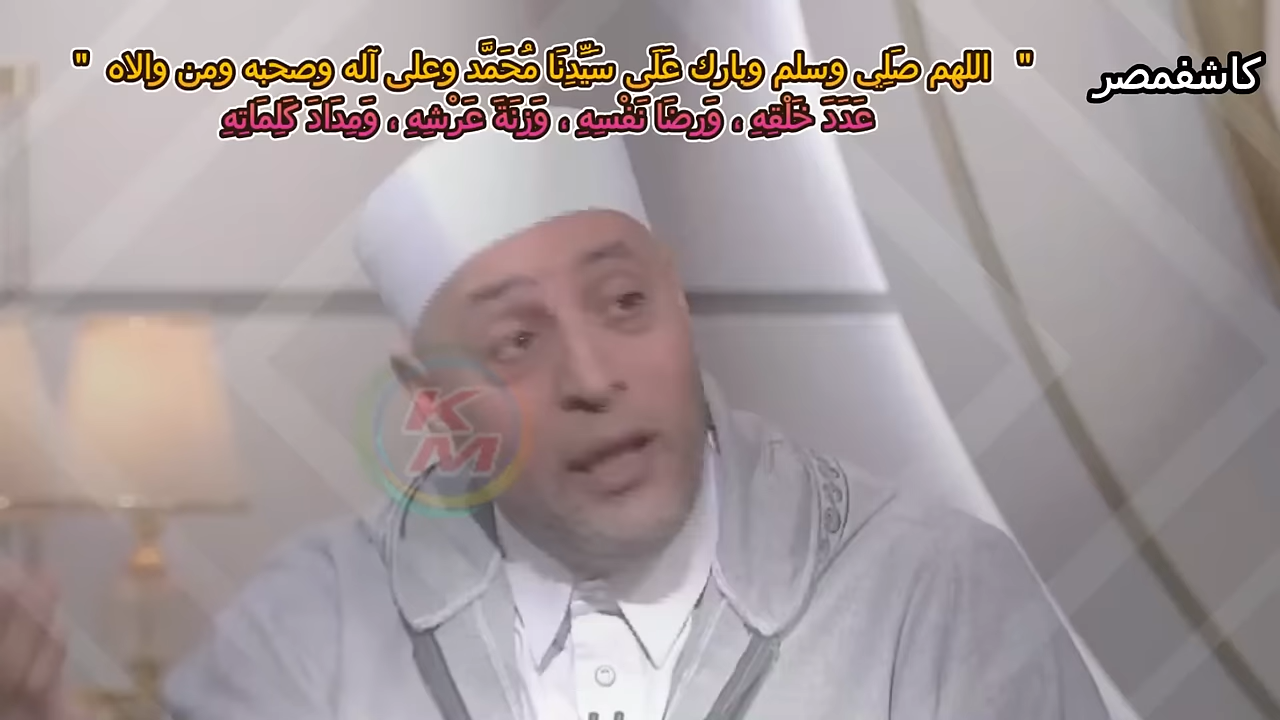 " اللهم صَلِي وسلم وبارك عَلَى سَيِّدِنَا مُحَمَّد وعلى آله وصحبه ومن والاه "
عَدَدَ خَلْقِهِ ، وَرِضَا نَفْسِهِ ، وَزِنَةَ عَرْشِهِ ، وَمِدَادَ كَلِمَاتِهِ
كاشفمصر
KM